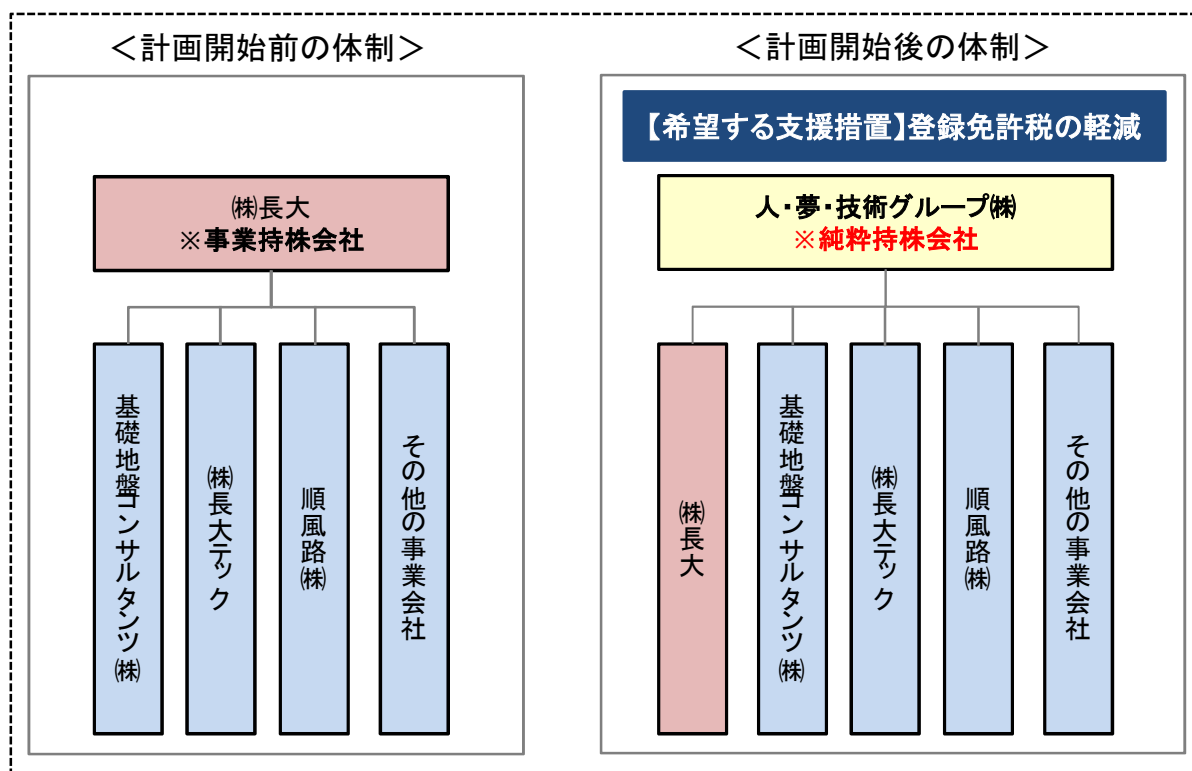 ＜計画開始前の体制＞
㈱長大
※事業持株会社
基礎地盤コンサルタンツ㈱
㈱長大テック
順風路㈱
その他の事業会社
＜計画開始後の体制＞
【希望する支援措置】登録免許税の軽減
人・夢・技術グループ㈱
※純粋持株会社
㈱長大
基礎地盤コンサルタンツ㈱
㈱長大テック
順風路㈱
その他の事業会社